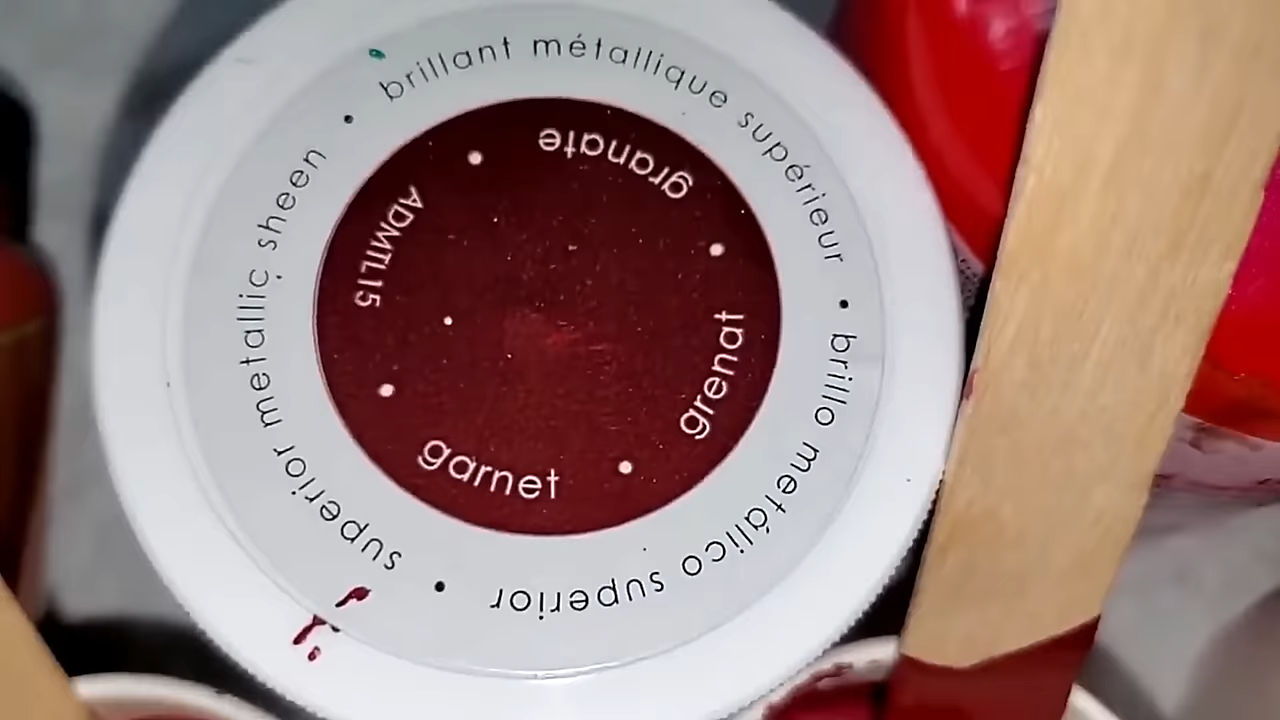 superior metallic sheen • brillant métallique supérieur • brillo metálico superior •
garnet • grenat • granate • ADMTL15 •